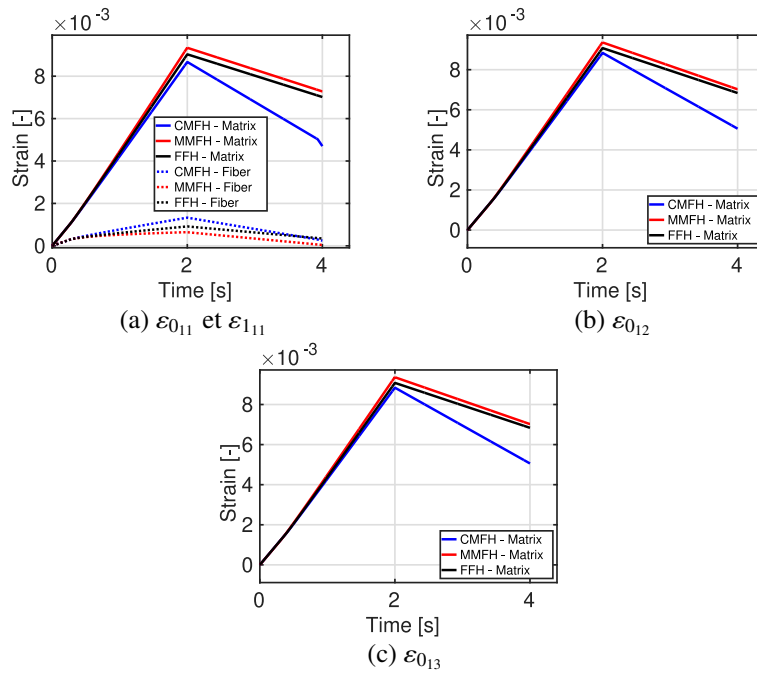 ×10 -3
8
6
4
2
0
Strain [-]
CMFH - Matrix
MMFH - Matrix
FFH - Matrix
CMFH - Fiber
MMFH - Fiber
FFH - Fiber
0 2 4
Time [s]
(a) ε0₁₁ et ε1₁₁
×10 -3
8
6
4
2
0
Strain [-]
CMFH - Matrix
MMFH - Matrix
FFH - Matrix
0 2 4
Time [s]
(b) ε0₁₂
×10 -3
8
6
4
2
0
Strain [-]
CMFH - Matrix
MMFH - Matrix
FFH - Matrix
0 2 4
Time [s]
(c) ε0₁₃